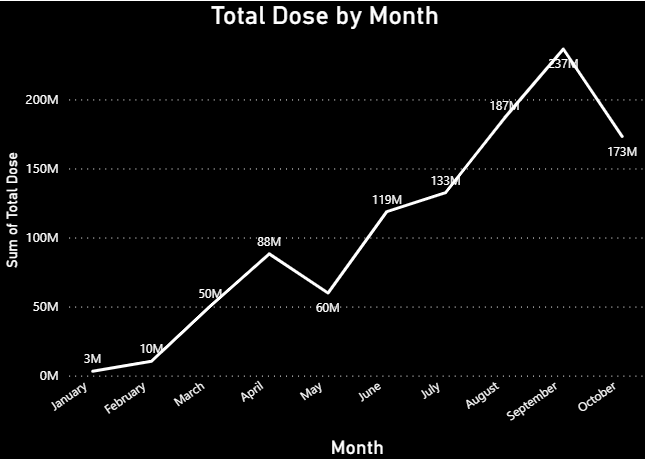 Total Dose by Month
Sum of Total Dose
200M
150M
100M
50M
0M
3M
10M
50M
88M
60M
119M
133M
187M
237M
173M
January
February
March
April
May
June
July
August
September
October
Month